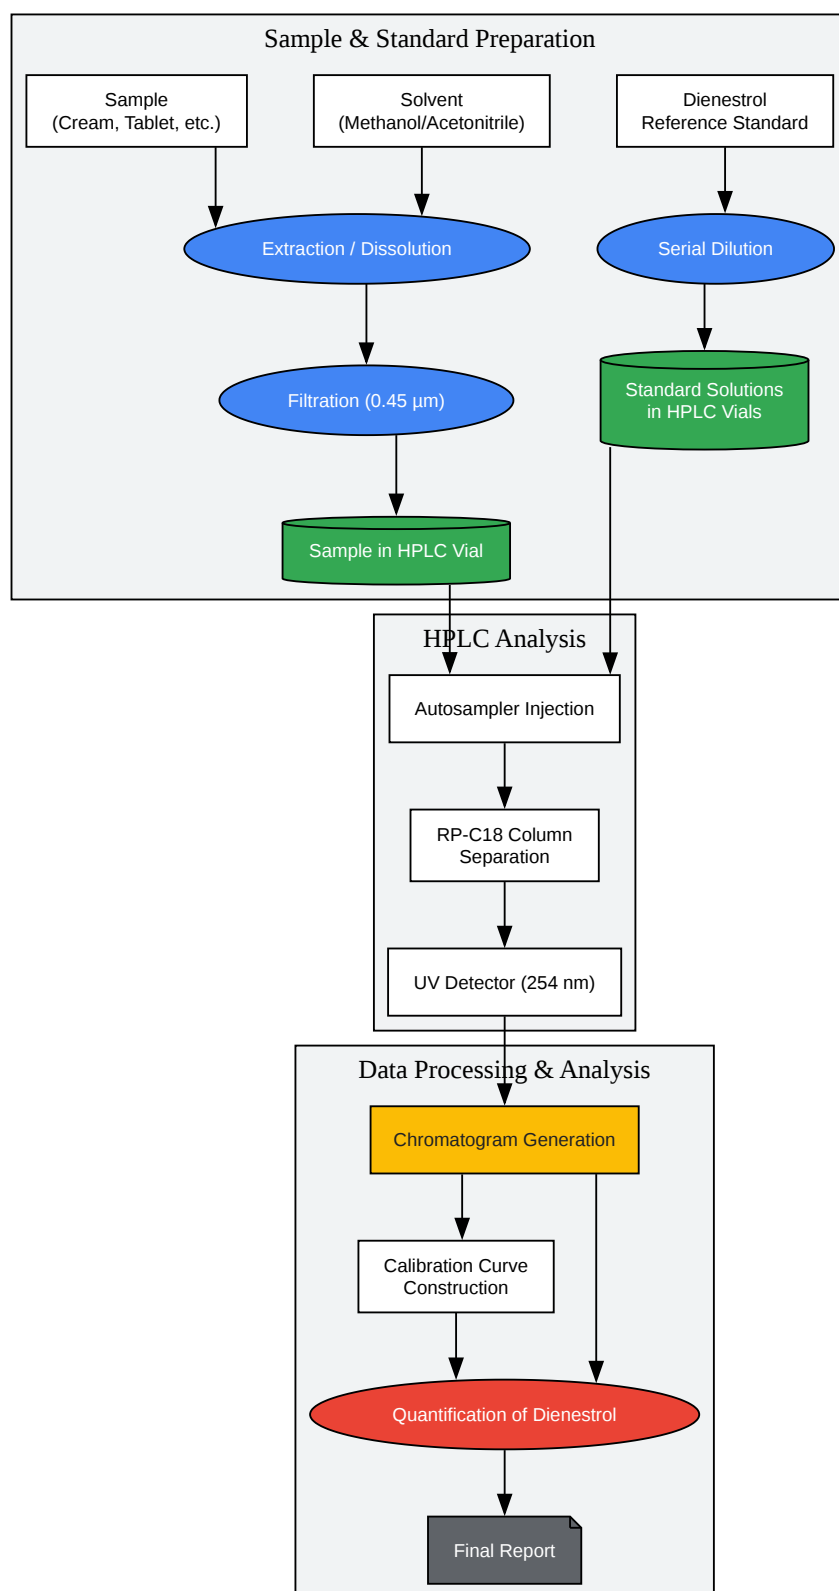 Sample & Standard Preparation
Sample
(Cream, Tablet, etc.)
Solvent
(Methanol/Acetonitrile)
Dienestrol
Reference Standard
Extraction / Dissolution
Serial Dilution
Filtration (0.45 µm)
Standard Solutions
in HPLC Vials
Sample in HPLC Vial
HPLC Analysis
Autosampler Injection
RP-C18 Column
Separation
UV Detector (254 nm)
Data Processing & Analysis
Chromatogram Generation
Calibration Curve
Construction
Quantification of Dienestrol
Final Report